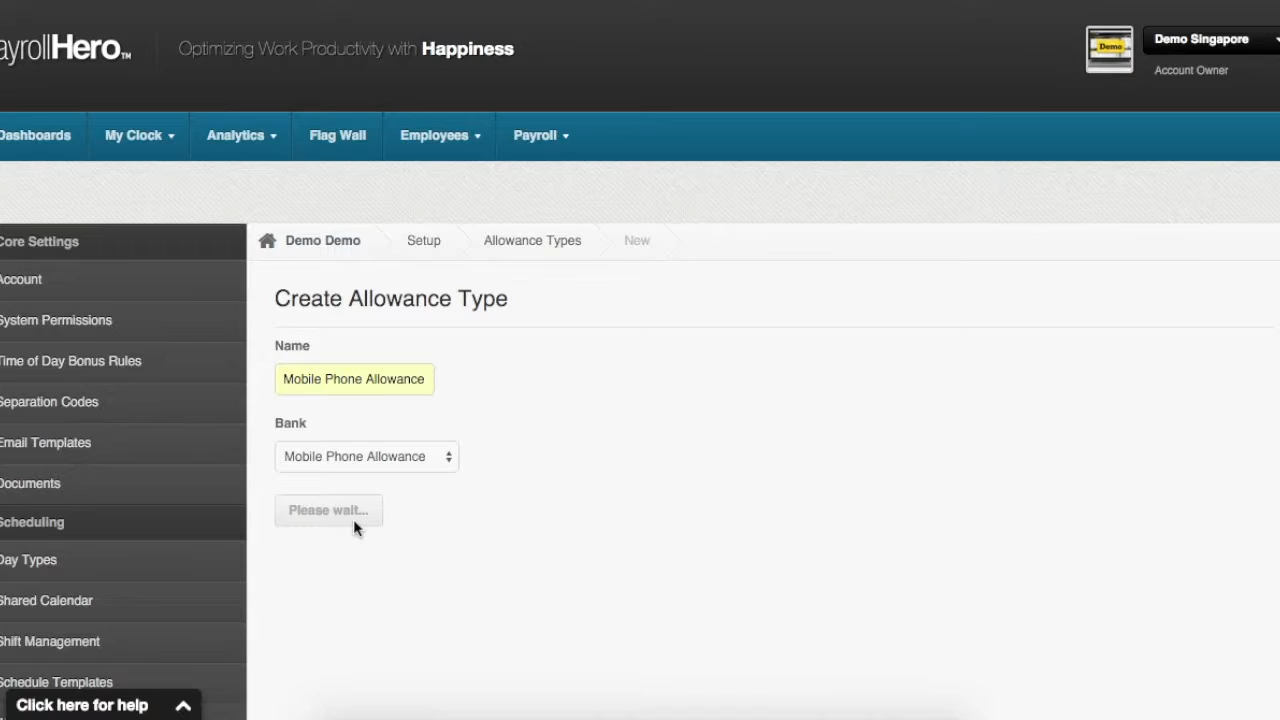 ayrollHero™
Optimizing Work Productivity with Happiness
Demo
Demo Singapore
Account Owner
Dashboards
My Clock
Analytics
Flag Wall
Employees
Payroll
Core Settings
Account
System Permissions
Time of Day Bonus Rules
Separation Codes
Email Templates
Documents
Scheduling
Day Types
Shared Calendar
Shift Management
Schedule Templates
Click here for help
Demo Demo
Setup
Allowance Types
New
Create Allowance Type
Name
Mobile Phone Allowance
Bank
Mobile Phone Allowance
Please wait...